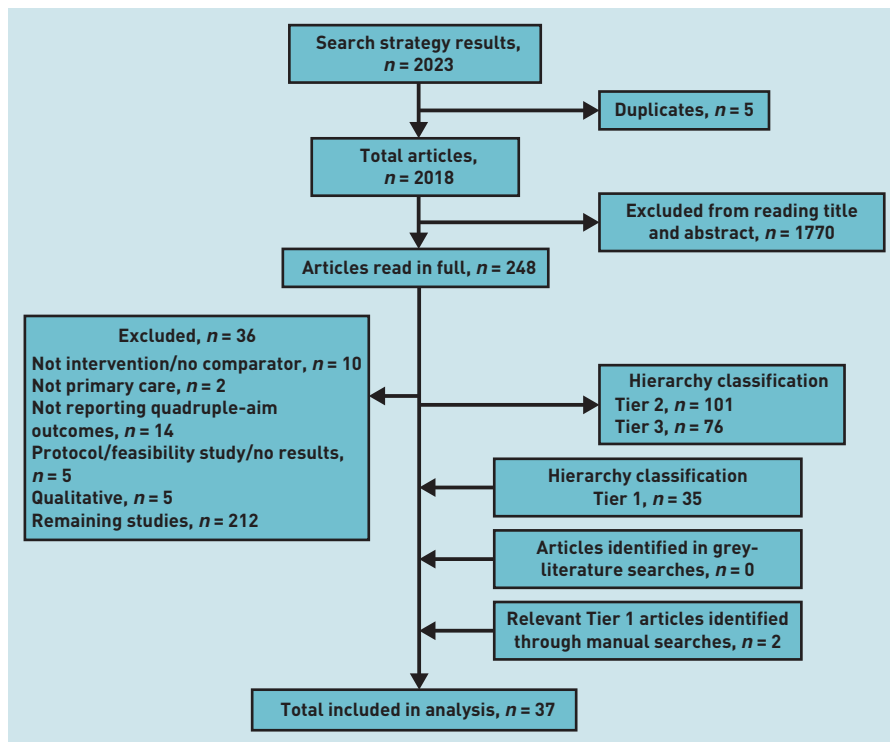 Search strategy results,
n = 2023
Duplicates, n = 5
Total articles,
n = 2018
Excluded from reading title
and abstract, n = 1770
Articles read in full, n = 248
Excluded, n = 36
Not intervention/no comparator, n = 10
Not primary care, n = 2
Not reporting quadruple-aim
outcomes, n = 14
Protocol/feasibility study/no results,
n = 5
Qualitative, n = 5
Remaining studies, n = 212
Hierarchy classification
Tier 2, n = 101
Tier 3, n = 76
Hierarchy classification
Tier 1, n = 35
Articles identified in grey-
literature searches, n = 0
Relevant Tier 1 articles identified
through manual searches, n = 2
Total included in analysis, n = 37